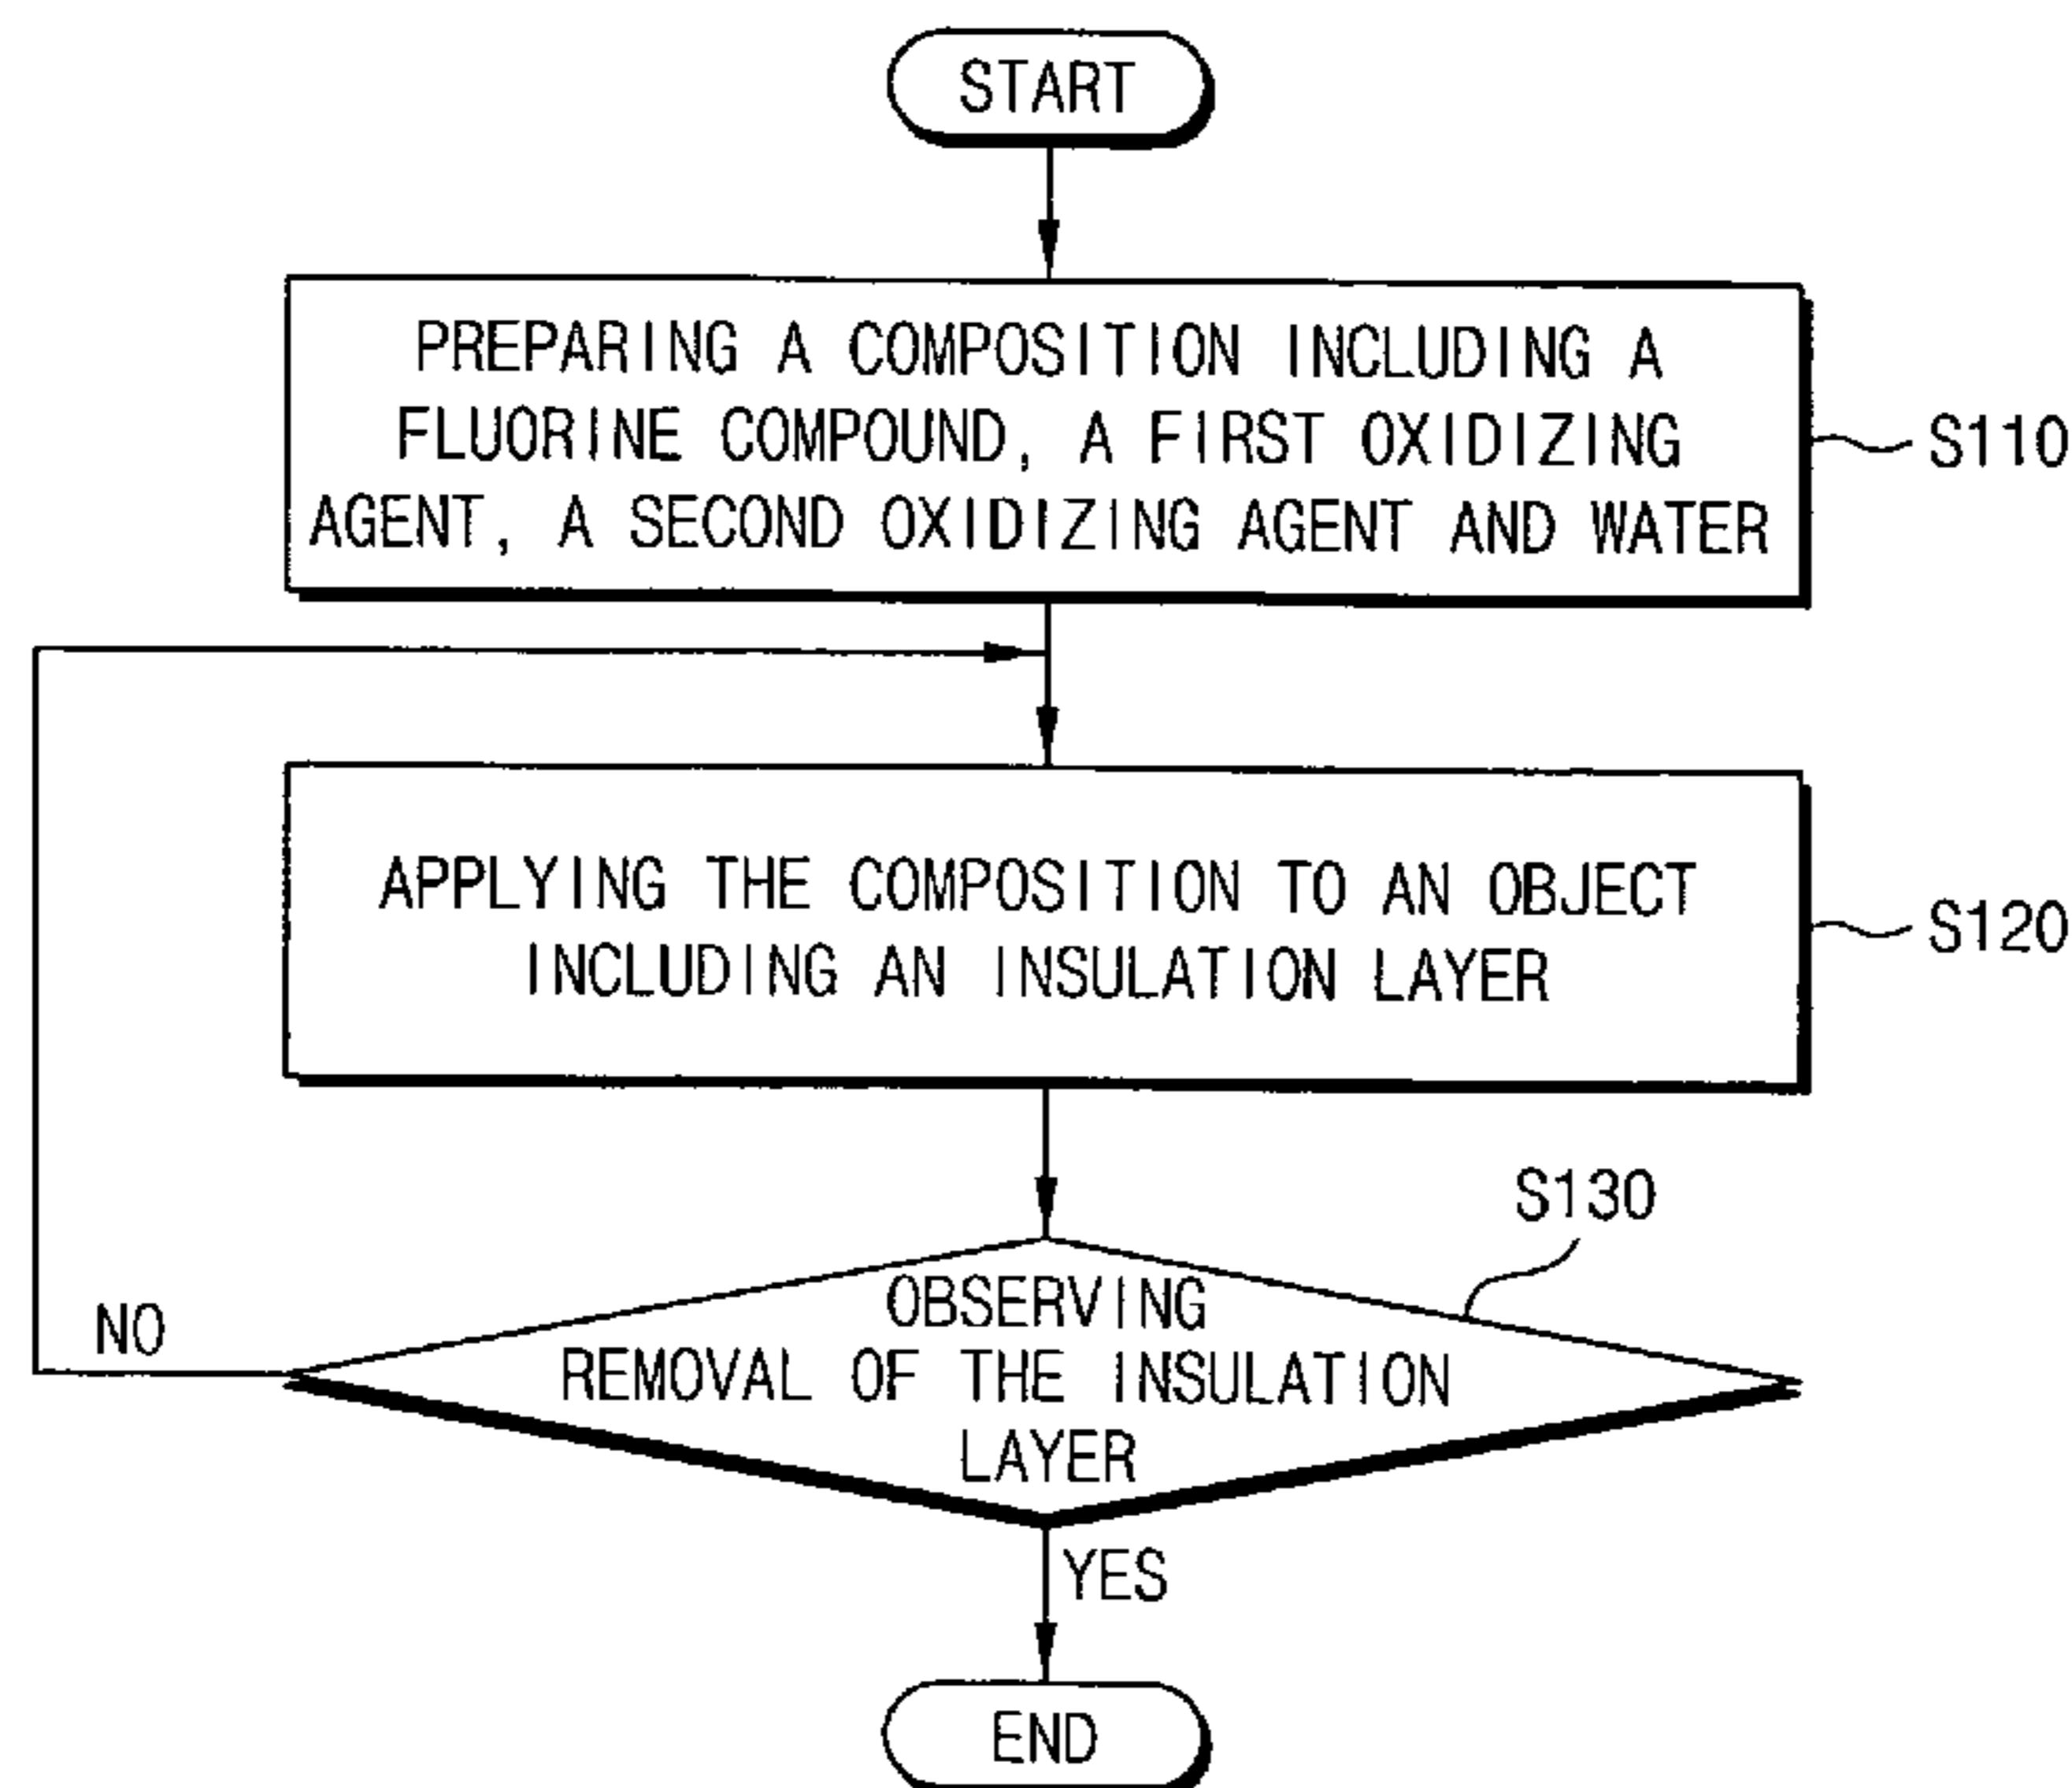 START
PREPARING A COMPOSITION INCLUDING A
FLUORINE COMPOUND, A FIRST OXIDIZING
AGENT, A SECOND OXIDIZING AGENT AND WATER
S110
APPLYING THE COMPOSITION TO AN OBJECT
INCLUDING AN INSULATION LAYER
S120
S130
OBSERVING
REMOVAL OF THE INSULATION
LAYER
NO
YES
END